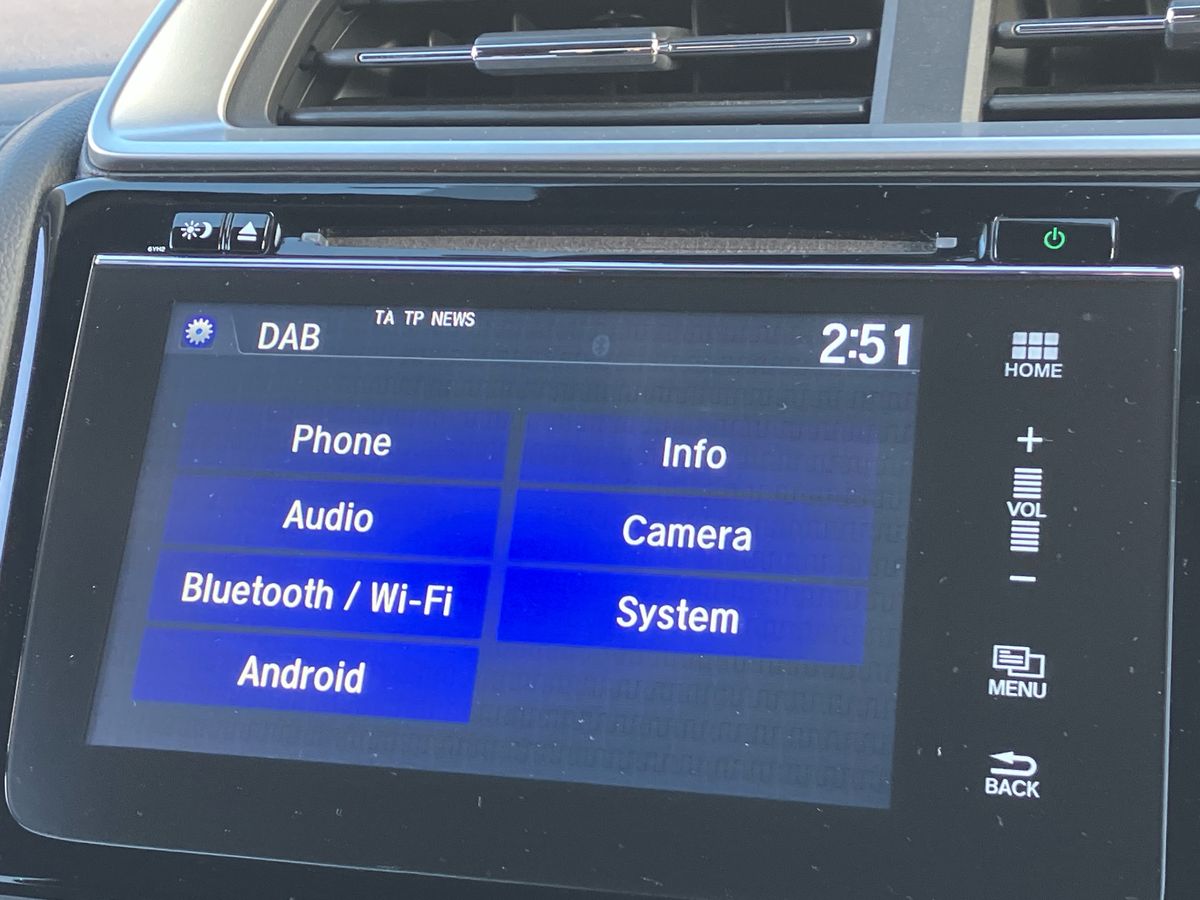 6YM2
TA TP NEWS
DAB
2:51
HOME
Phone
Info
+
Audio
VOL
Camera
Bluetooth / Wi-Fi
−
System
Android
MENU
BACK